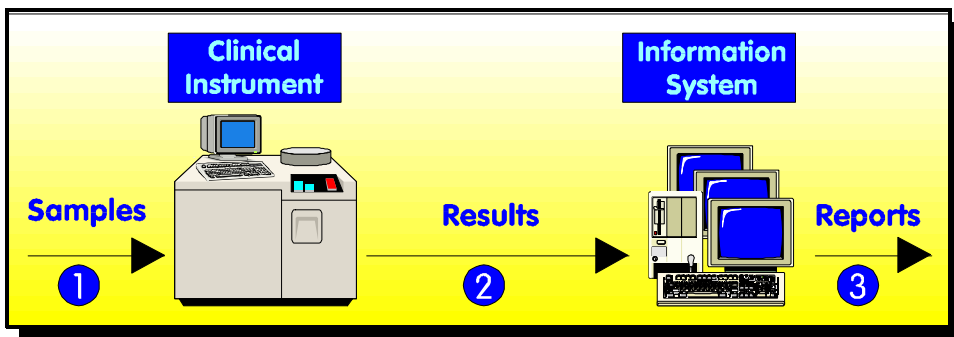 Clinical
Instrument
Information
System
Samples
Results
Reports
1
2
3